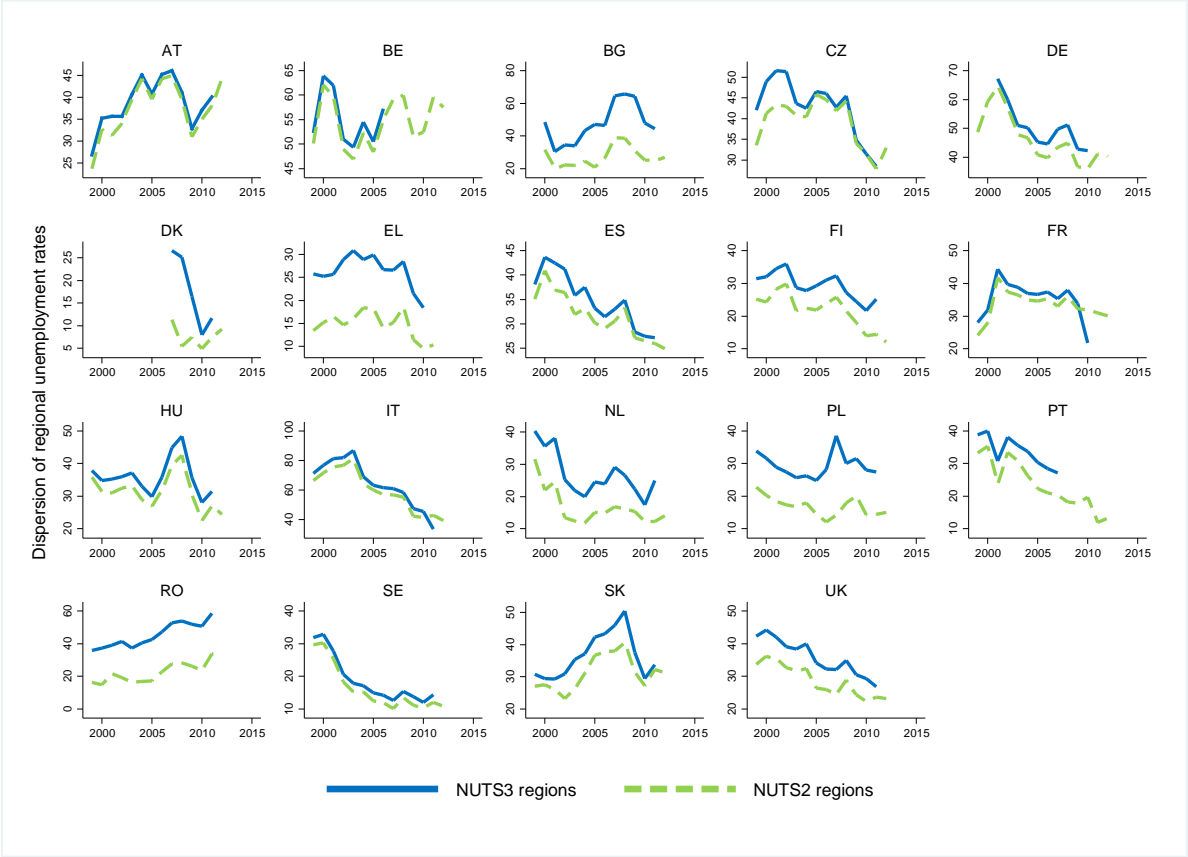 Dispersion of regional unemployment rates
AT
BE
BG
CZ
DE
45
40
35
30
25
65
60
55
50
45
80
60
40
20
50
45
40
35
30
70
60
50
40
2000 2005 2010 2015
2000 2005 2010 2015
2000 2005 2010 2015
2000 2005 2010 2015
2000 2005 2010 2015
DK
EL
ES
FI
FR
25
20
15
10
5
30
25
20
15
10
45
40
35
30
25
40
30
20
10
50
40
30
20
2000 2005 2010 2015
2000 2005 2010 2015
2000 2005 2010 2015
2000 2005 2010 2015
2000 2005 2010 2015
HU
IT
NL
PL
PT
50
40
30
20
100
80
60
40
40
30
20
10
40
30
20
10
40
30
20
10
2000 2005 2010 2015
2000 2005 2010 2015
2000 2005 2010 2015
2000 2005 2010 2015
2000 2005 2010 2015
RO
SE
SK
UK
60
40
20
0
40
30
20
10
50
40
30
20
50
40
30
20
2000 2005 2010 2015
2000 2005 2010 2015
2000 2005 2010 2015
2000 2005 2010 2015
NUTS3 regions
NUTS2 regions